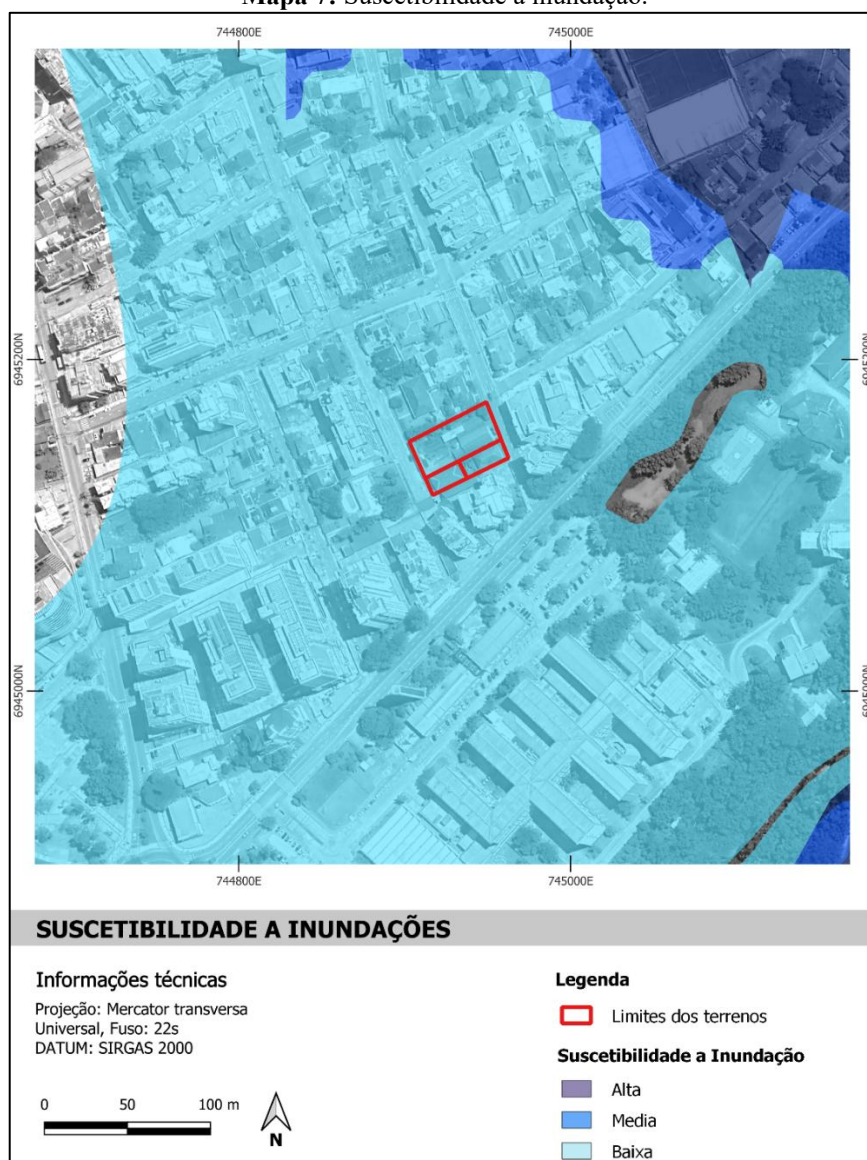 Mapa 7: Suscetibilidade à inundação.
744800E 745000E
6945200N 6945200N
6945000N 6945000N
744800E 745000E
SUSCETIBILIDADE A INUNDAÇÕES
Informações técnicas
Projeção: Mercator transversa
Universal, Fuso: 22s
DATUM: SIRGAS 2000
0 50 100 m
N
Legenda
Limites dos terrenos
Suscetibilidade a Inundação
Alta
Media
Baixa